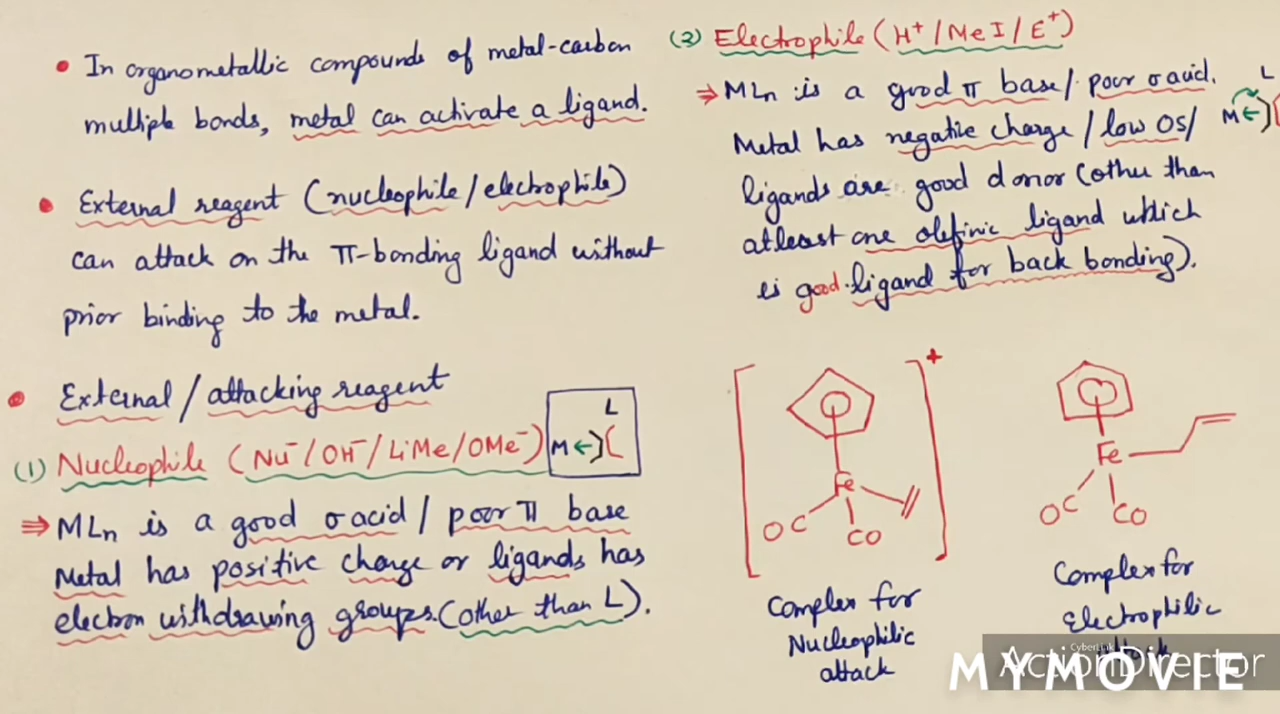 • In organometallic compounds of metal-carbon
multiple bonds, metal can activate a ligand.
• External reagent (nucleophile/electrophile)
can attack on the π-bonding ligand without
prior binding to the metal.
• External / attacking reagent
(1) Nucleophile (Nu⁻/OH⁻/LiMe/OMe⁻)
L
M←)(
⇒ MLn is a good σ acid / poor π base
Metal has positive charge or ligands has
electron withdrawing groups. (other than L).
(2) Electrophile (H⁺/MeI/E⁺)
⇒ MLn is a good π base/ poor σ acid.
Metal has negative charge / low OS/
ligands are good donor (other than
atleast one olefinic ligand which
is good ligand for back bonding).
L
M←)
+
Fe
OC
CO
Complex for
Nucleophilic
attack
Fe
OC
CO
Complex for
Electrophilic
CyberLink
ActionDirector
MYMOVIE